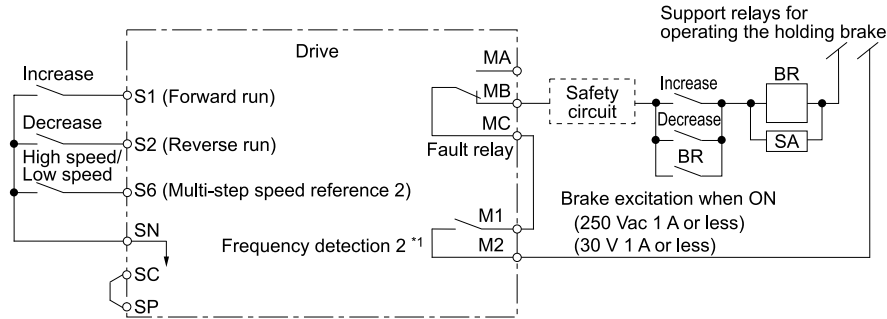 Support relays for
operating the holding brake
Drive
MA
Increase
S1 (Forward run)
MB
Safety
circuit
Increase
BR
Decrease
S2 (Reverse run)
MC
Fault relay
Decrease
SA
High speed/
Low speed
S6 (Multi-step speed reference 2)
BR
Brake excitation when ON
(250 Vac 1 A or less)
(30 V 1 A or less)
SN
Frequency detection 2 *1
M1
M2
SC
SP